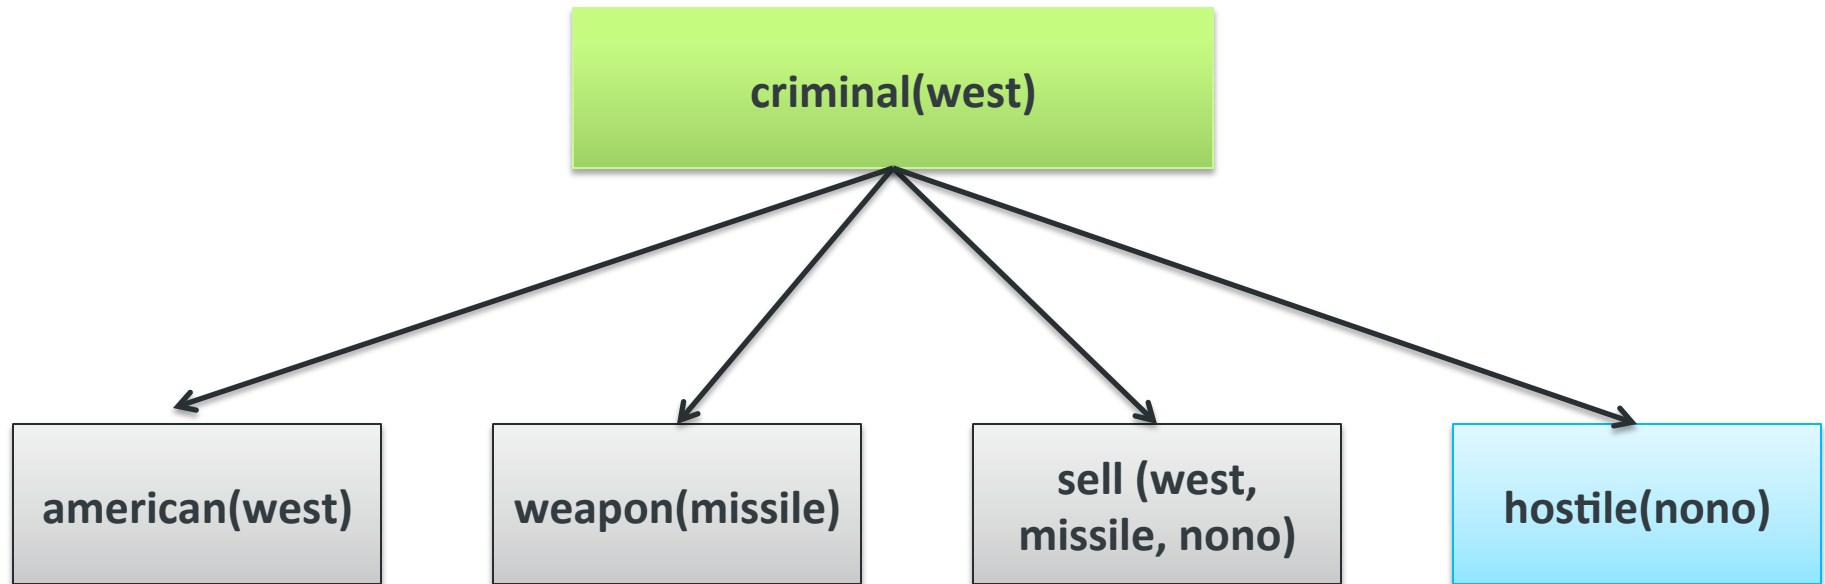 criminal(west)
american(west)
weapon(missile)
sell (west,
missile, nono)
hostile(nono)